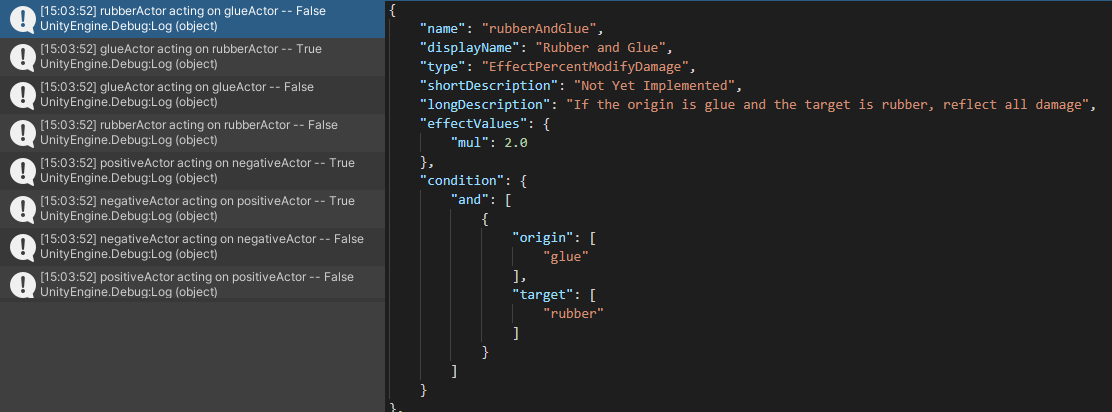 [15:03:52] rubberActor acting on glueActor -- False
UnityEngine.Debug:Log (object)
[15:03:52] glueActor acting on rubberActor -- True
UnityEngine.Debug:Log (object)
[15:03:52] glueActor acting on glueActor -- False
UnityEngine.Debug:Log (object)
[15:03:52] rubberActor acting on rubberActor -- False
UnityEngine.Debug:Log (object)
[15:03:52] positiveActor acting on negativeActor -- True
UnityEngine.Debug:Log (object)
[15:03:52] negativeActor acting on positiveActor -- True
UnityEngine.Debug:Log (object)
[15:03:52] negativeActor acting on negativeActor -- False
UnityEngine.Debug:Log (object)
[15:03:52] positiveActor acting on positiveActor -- False
UnityEngine.Debug:Log (object)
{
"name": "rubberAndGlue",
"displayName": "Rubber and Glue",
"type": "EffectPercentModifyDamage",
"shortDescription": "Not Yet Implemented",
"longDescription": "If the origin is glue and the target is rubber, reflect all damage",
"effectValues": {
"mul": 2.0
},
"condition": {
"and": [
{
"origin": [
"glue"
],
"target": [
"rubber"
]
}
]
}
},